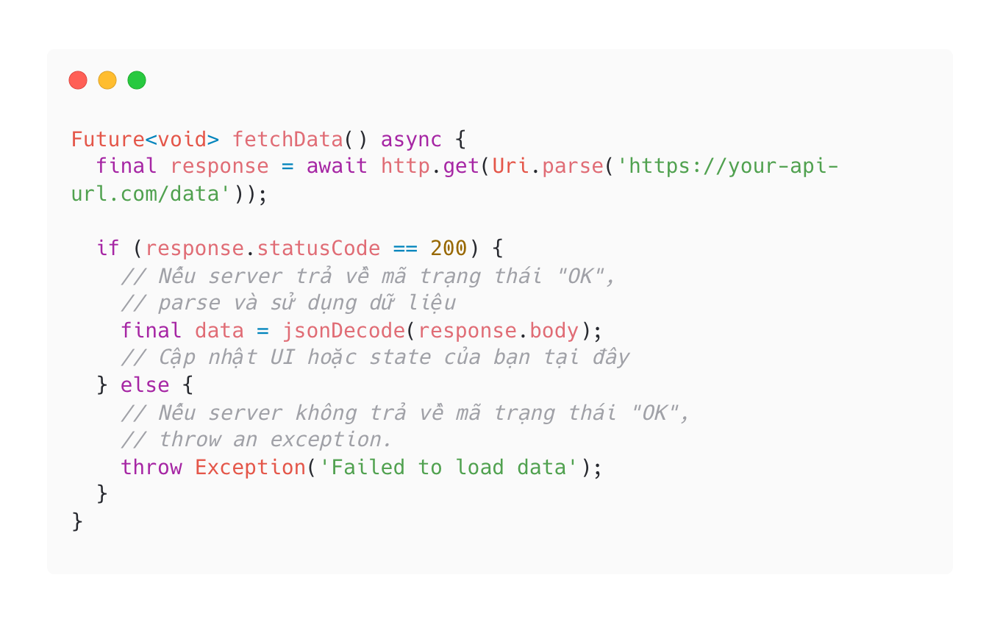 Future<void> fetchData() async {
  final response = await http.get(Uri.parse('https://your-api-
url.com/data'));

  if (response.statusCode == 200) {
    // Nếu server trả về mã trạng thái "OK",
    // parse và sử dụng dữ liệu
    final data = jsonDecode(response.body);
    // Cập nhật UI hoặc state của bạn tại đây
  } else {
    // Nếu server không trả về mã trạng thái "OK",
    // throw an exception.
    throw Exception('Failed to load data');
  }
}